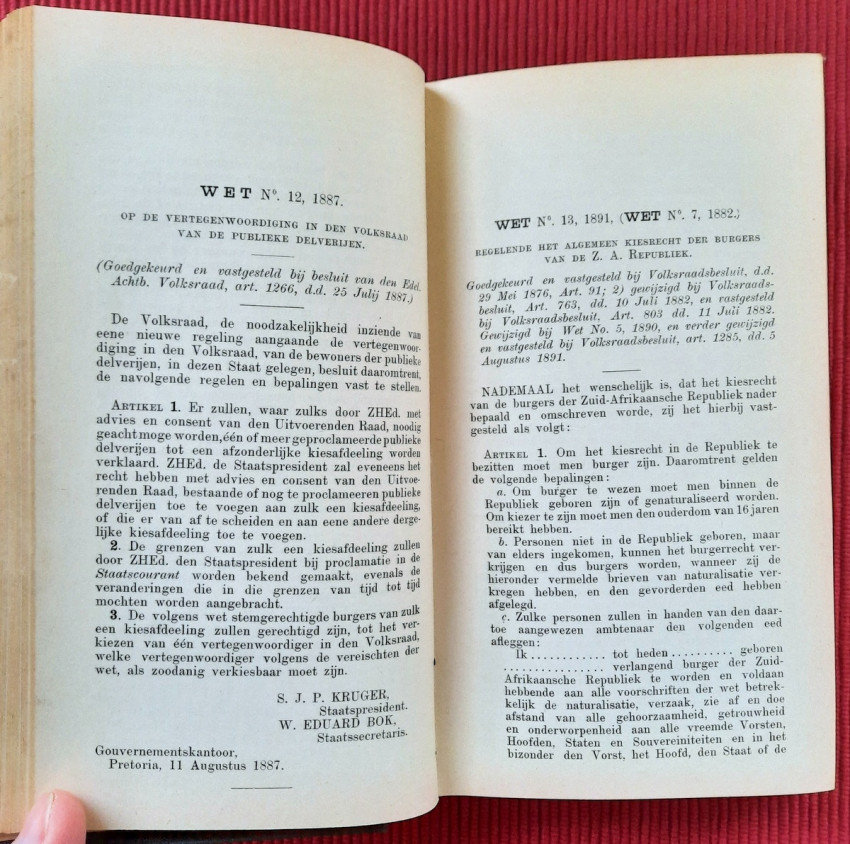 WET Nº. 12, 1887.
OP DE VERTEGENWOORDIGING IN DEN VOLKSRAAD
VAN DE PUBLIEKE DELVERIJEN.
(Goedgekeurd en vastgesteld bij besluit van den Edel.
Achtb. Volksraad, art. 1266, d.d. 25 Julij 1887.)
De Volksraad, de noodzakelijkheid inziende van
eene nieuwe regeling aangaande de vertegenwoor-
diging in den Volksraad, van de bewoners der publieke
delverijen, in dezen Staat gelegen, besluit daaromtrent,
de navolgende regelen en bepalingen vast te stellen.
ARTIKEL 1. Er zullen, waar zulks door ZHEd. met
advies en consent van den Uitvoerenden Raad, noodig
geacht moge worden, één of meer geproclameerde publieke
delverijen tot een afzonderlijke kiesafdeeling worden
verklaard. ZHEd. de Staatspresident zal eveneens het
recht hebben met advies en consent van den Uitvoe-
renden Raad, bestaande of nog te proclameeren publieke
delverijen toe te voegen aan zulk een kiesafdeeling,
of die er van af te scheiden en aan eene andere derge-
lijke kiesafdeeling toe te voegen.
2. De grenzen van zulk een kiesafdeeling zullen
door ZHEd. den Staatspresident bij proclamatie in de
Staatscourant worden bekend gemaakt, evenals de
veranderingen die in die grenzen van tijd tot tijd
mochten worden aangebracht.
3. De volgens wet stemgerechtigde burgers van zulk
een kiesafdeeling zullen gerechtigd zijn, tot het ver-
kiezen van één vertegenwoordiger in den Volksraad,
welke vertegenwoordiger volgens de vereischten der
wet, als zoodanig verkiesbaar moet zijn.
S. J. P. KRUGER,
Staatspresident.
W. EDUARD BOK,
Staatssecretaris.
Gouvernementskantoor,
Pretoria, 11 Augustus 1887.
WET Nº. 13, 1891, (WET Nº. 7, 1882.)
REGELENDE HET ALGEMEEN KIESRECHT DER BURGERS
VAN DE Z. A. REPUBLIEK.
Goedgekeurd en vastgesteld bij Volksraadsbesluit, d.d.
29 Mei 1876, Art. 91; 2) gewijzigd bij Volksraads-
besluit, Art. 763, dd. 10 Juli 1882, en vastgesteld
bij Volksraadsbesluit, Art. 803 dd. 11 Juli 1882.
Gewijzigd bij Wet No. 5, 1890, en verder gewijzigd
en vastgesteld bij Volksraadsbesluit, art. 1285, dd. 5
Augustus 1891.
NADEMAAL het wenschelijk is, dat het kiesrecht
van de burgers der Zuid-Afrikaansche Republiek nader
bepaald en omschreven worde, zij het hierbij vast-
gesteld als volgt:
ARTIKEL 1. Om het kiesrecht in de Republiek te
bezitten moet men burger zijn. Daaromtrent gelden
de volgende bepalingen:
a. Om burger te wezen moet men binnen de
Republiek geboren zijn of genaturaliseerd worden.
Om kiezer te zijn moet men den ouderdom van 16 jaren
bereikt hebben.
b. Personen niet in de Republiek geboren, maar
van elders ingekomen, kunnen het burgerrecht ver-
krijgen en dus burgers worden, wanneer zij de
hieronder vermelde brieven van naturalisatie ver-
kregen hebben, en den gevorderden eed hebben
afgelegd.
c. Zulke personen zullen in handen van den daar-
toe aangewezen ambtenaar den volgenden eed
afleggen:
Ik ............ tot heden .......... geboren
................ verlangend burger der Zuid-
Afrikaansche Republiek te worden en voldaan
hebbende aan alle voorschriften der wet betrek-
kelijk de naturalisatie, verzaak, zie af en doe
afstand van alle gehoorzaamheid, getrouwheid
en onderworpenheid aan alle vreemde Vorsten,
Hoofden, Staten en Souvereiniteiten en in het
bizonder den Vorst, het Hoofd, den Staat of de